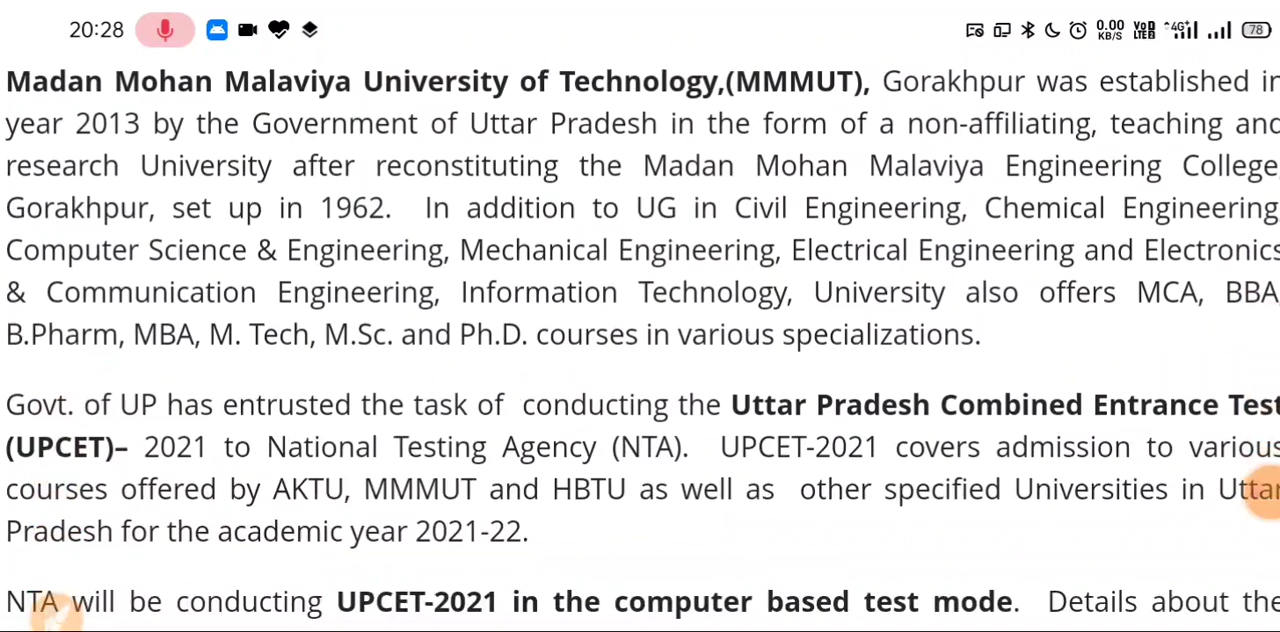 20:28 0.00 KB/S VoD LTE 4G+ 78
Madan Mohan Malaviya University of Technology,(MMMUT), Gorakhpur was established in
year 2013 by the Government of Uttar Pradesh in the form of a non-affiliating, teaching and
research University after reconstituting the Madan Mohan Malaviya Engineering College,
Gorakhpur, set up in 1962. In addition to UG in Civil Engineering, Chemical Engineering
Computer Science & Engineering, Mechanical Engineering, Electrical Engineering and Electronics
& Communication Engineering, Information Technology, University also offers MCA, BBA,
B.Pharm, MBA, M. Tech, M.Sc. and Ph.D. courses in various specializations.
Govt. of UP has entrusted the task of conducting the Uttar Pradesh Combined Entrance Test
(UPCET)– 2021 to National Testing Agency (NTA). UPCET-2021 covers admission to various
courses offered by AKTU, MMMUT and HBTU as well as other specified Universities in Uttar
Pradesh for the academic year 2021-22.
NTA will be conducting UPCET-2021 in the computer based test mode. Details about the